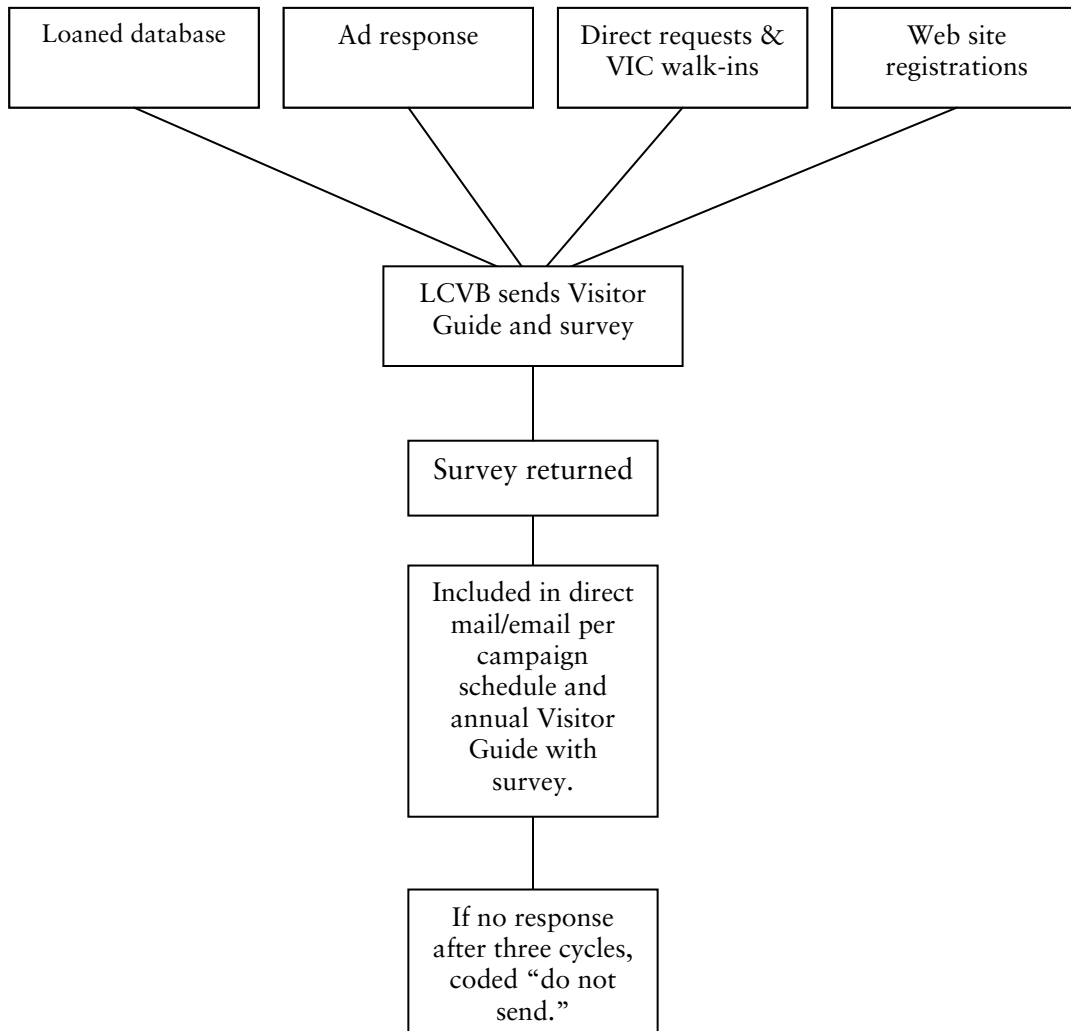 Loaned database
Ad response
Direct requests &
VIC walk-ins
Web site
registrations
LCVB sends Visitor
Guide and survey
Survey returned
Included in direct
mail/email per
campaign
schedule and
annual Visitor
Guide with
survey.
If no response
after three cycles,
coded “do not
send.”